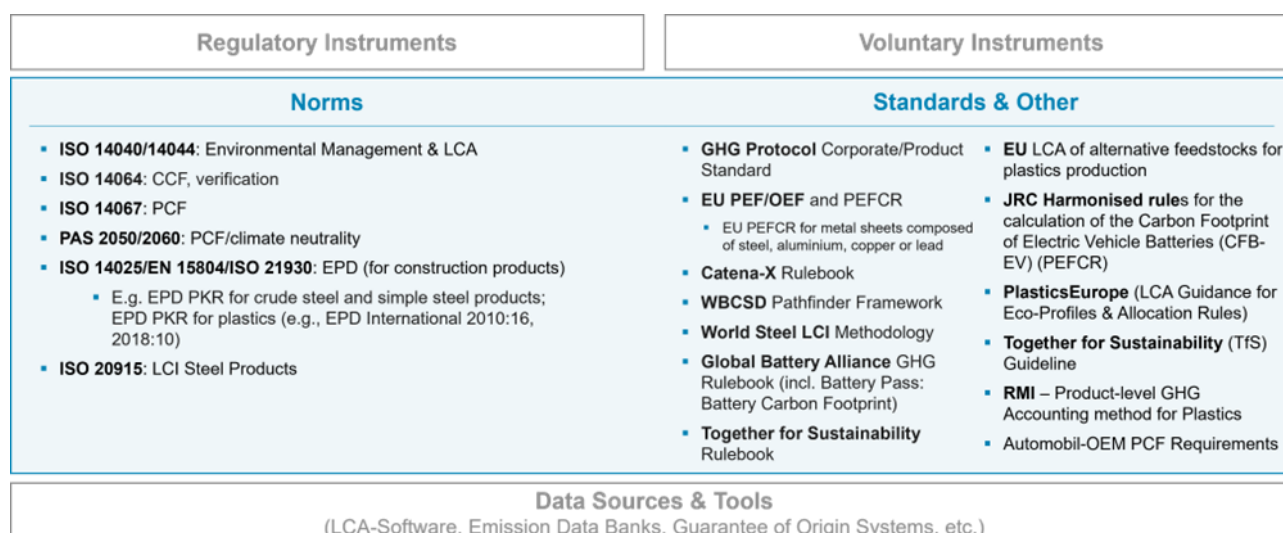 Regulatory Instruments
Voluntary Instruments
Norms
▪ ISO 14040/14044: Environmental Management & LCA
▪ ISO 14064: CCF, verification
▪ ISO 14067: PCF
▪ PAS 2050/2060: PCF/climate neutrality
▪ ISO 14025/EN 15804/ISO 21930: EPD (for construction products)
▪ E.g. EPD PKR for crude steel and simple steel products;
EPD PKR for plastics (e.g., EPD International 2010:16,
2018:10)
▪ ISO 20915: LCI Steel Products
Standards & Other
▪ GHG Protocol Corporate/Product
Standard
▪ EU PEF/OEF and PEFCR
▪ EU PEFCR for metal sheets composed
of steel, aluminium, copper or lead
▪ Catena-X Rulebook
▪ WBCSD Pathfinder Framework
▪ World Steel LCI Methodology
▪ Global Battery Alliance GHG
Rulebook (incl. Battery Pass:
Battery Carbon Footprint)
▪ Together for Sustainability
Rulebook
▪ EU LCA of alternative feedstocks for
plastics production
▪ JRC Harmonised rules for the
calculation of the Carbon Footprint
of Electric Vehicle Batteries (CFB-
EV) (PEFCR)
▪ PlasticsEurope (LCA Guidance for
Eco-Profiles & Allocation Rules)
▪ Together for Sustainability (TfS)
Guideline
▪ RMI – Product-level GHG
Accounting method for Plastics
▪ Automobil-OEM PCF Requirements
Data Sources & Tools
(LCA-Software, Emission Data Banks, Guarantee of Origin Systems, etc.)